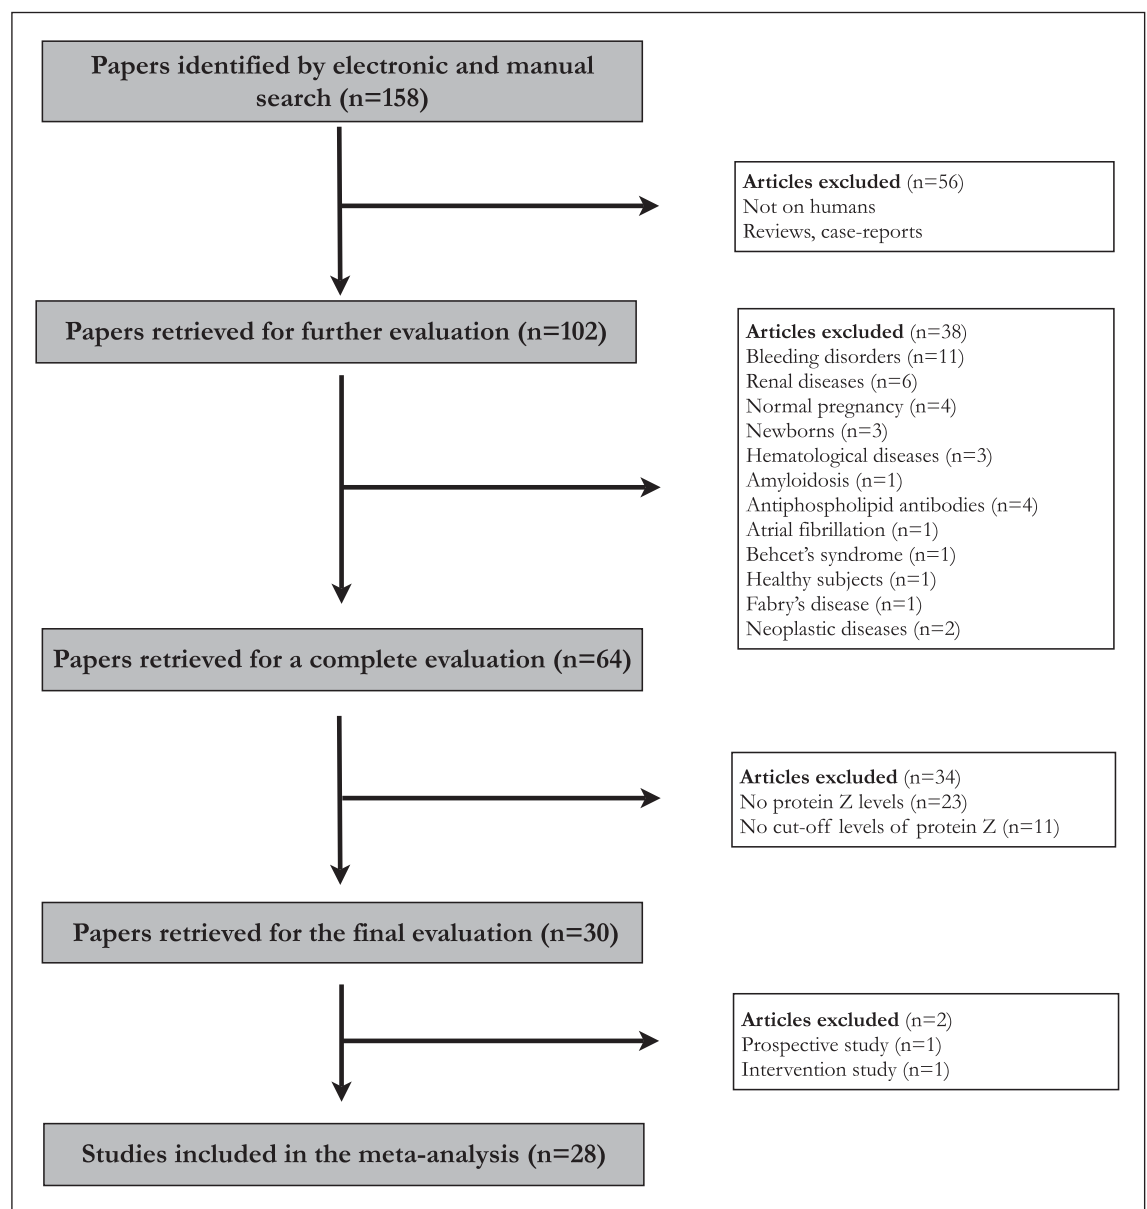 Papers identified by electronic and manual
search (n=158)
Articles excluded (n=56)
Not on humans
Reviews, case-reports
Papers retrieved for further evaluation (n=102)
Articles excluded (n=38)
Bleeding disorders (n=11)
Renal diseases (n=6)
Normal pregnancy (n=4)
Newborns (n=3)
Hematological diseases (n=3)
Amyloidosis (n=1)
Antiphospholipid antibodies (n=4)
Atrial fibrillation (n=1)
Behcet's syndrome (n=1)
Healthy subjects (n=1)
Fabry's disease (n=1)
Neoplastic diseases (n=2)
Papers retrieved for a complete evaluation (n=64)
Articles excluded (n=34)
No protein Z levels (n=23)
No cut-off levels of protein Z (n=11)
Papers retrieved for the final evaluation (n=30)
Articles excluded (n=2)
Prospective study (n=1)
Intervention study (n=1)
Studies included in the meta-analysis (n=28)